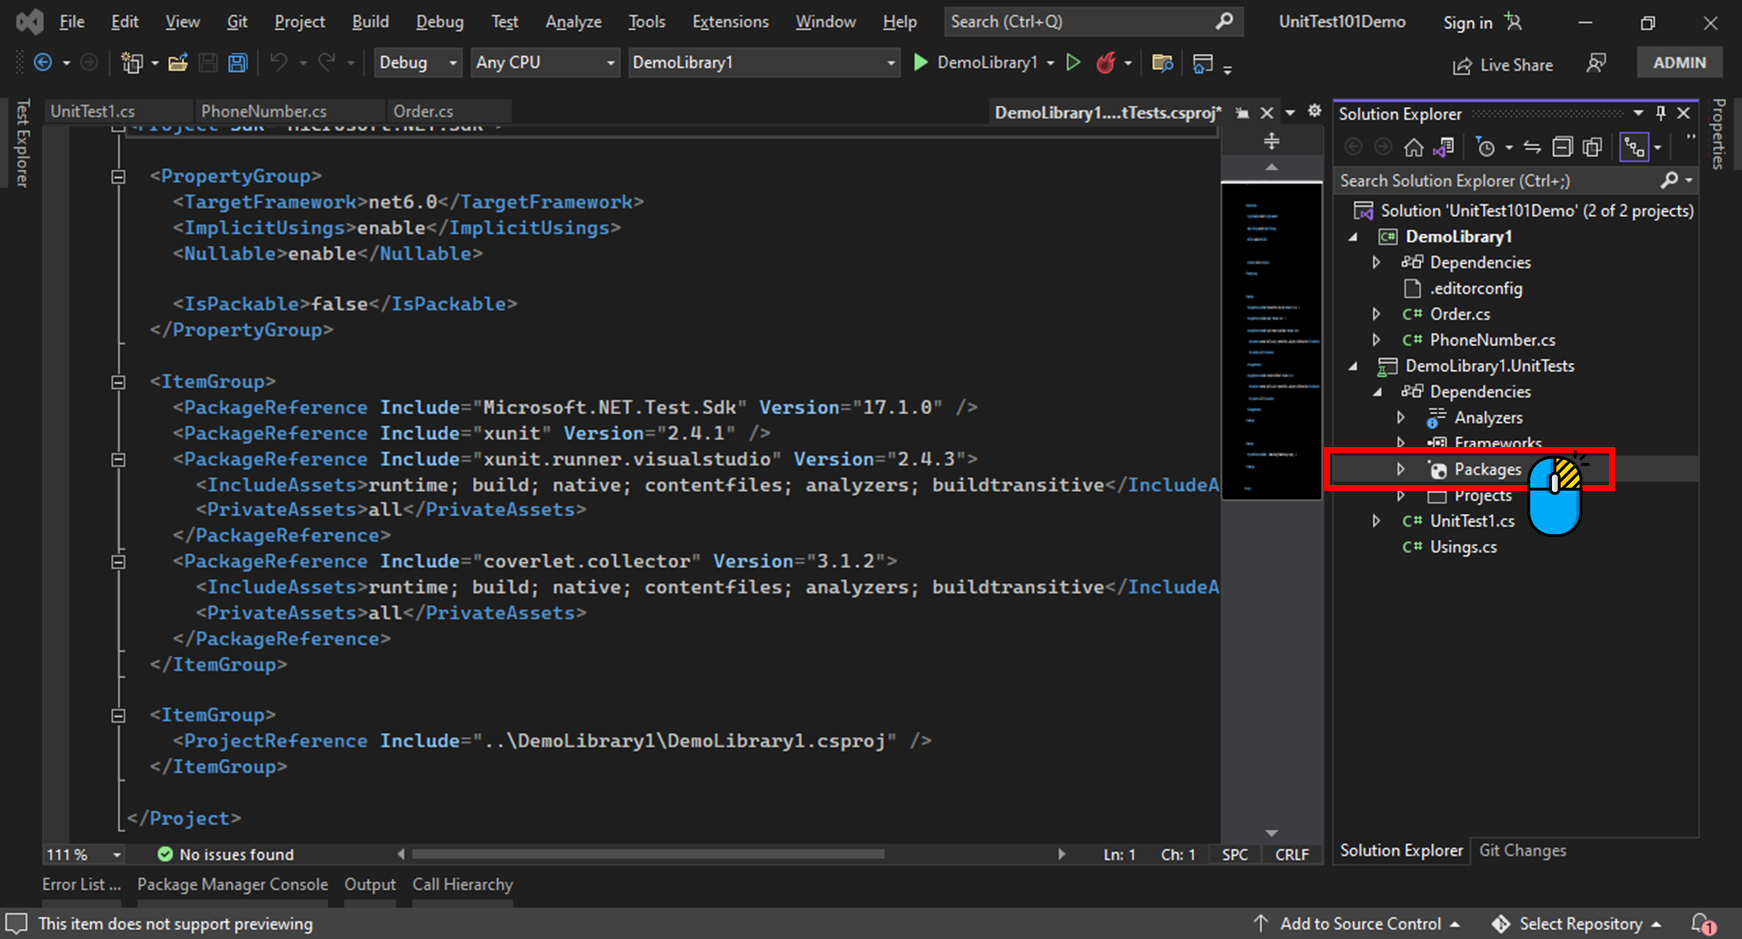 File Edit View Git Project Build Debug Test Analyze Tools Extensions Window Help Search (Ctrl+Q) UnitTest101Demo Sign in
Debug Any CPU DemoLibrary1 DemoLibrary1 Live Share ADMIN
Test Explorer
UnitTest1.cs PhoneNumber.cs Order.cs DemoLibrary1....tTests.csproj*
<Project Sdk="Microsoft.NET.Sdk">
<PropertyGroup>
<TargetFramework>net6.0</TargetFramework>
<ImplicitUsings>enable</ImplicitUsings>
<Nullable>enable</Nullable>
<IsPackable>false</IsPackable>
</PropertyGroup>
<ItemGroup>
<PackageReference Include="Microsoft.NET.Test.Sdk" Version="17.1.0" />
<PackageReference Include="xunit" Version="2.4.1" />
<PackageReference Include="xunit.runner.visualstudio" Version="2.4.3">
<IncludeAssets>runtime; build; native; contentfiles; analyzers; buildtransitive</IncludeA
<PrivateAssets>all</PrivateAssets>
</PackageReference>
<PackageReference Include="coverlet.collector" Version="3.1.2">
<IncludeAssets>runtime; build; native; contentfiles; analyzers; buildtransitive</IncludeA
<PrivateAssets>all</PrivateAssets>
</PackageReference>
</ItemGroup>
<ItemGroup>
<ProjectReference Include="..\DemoLibrary1\DemoLibrary1.csproj" />
</ItemGroup>
</Project>
111 % No issues found Ln: 1 Ch: 1 SPC CRLF
Solution Explorer
Search Solution Explorer (Ctrl+;)
Solution 'UnitTest101Demo' (2 of 2 projects)
C# DemoLibrary1
Dependencies
.editorconfig
C# Order.cs
C# PhoneNumber.cs
DemoLibrary1.UnitTests
Dependencies
Analyzers
Frameworks
Packages
Projects
C# UnitTest1.cs
C# Usings.cs
Solution Explorer Git Changes
Properties
Error List ... Package Manager Console Output Call Hierarchy
This item does not support previewing Add to Source Control Select Repository 1